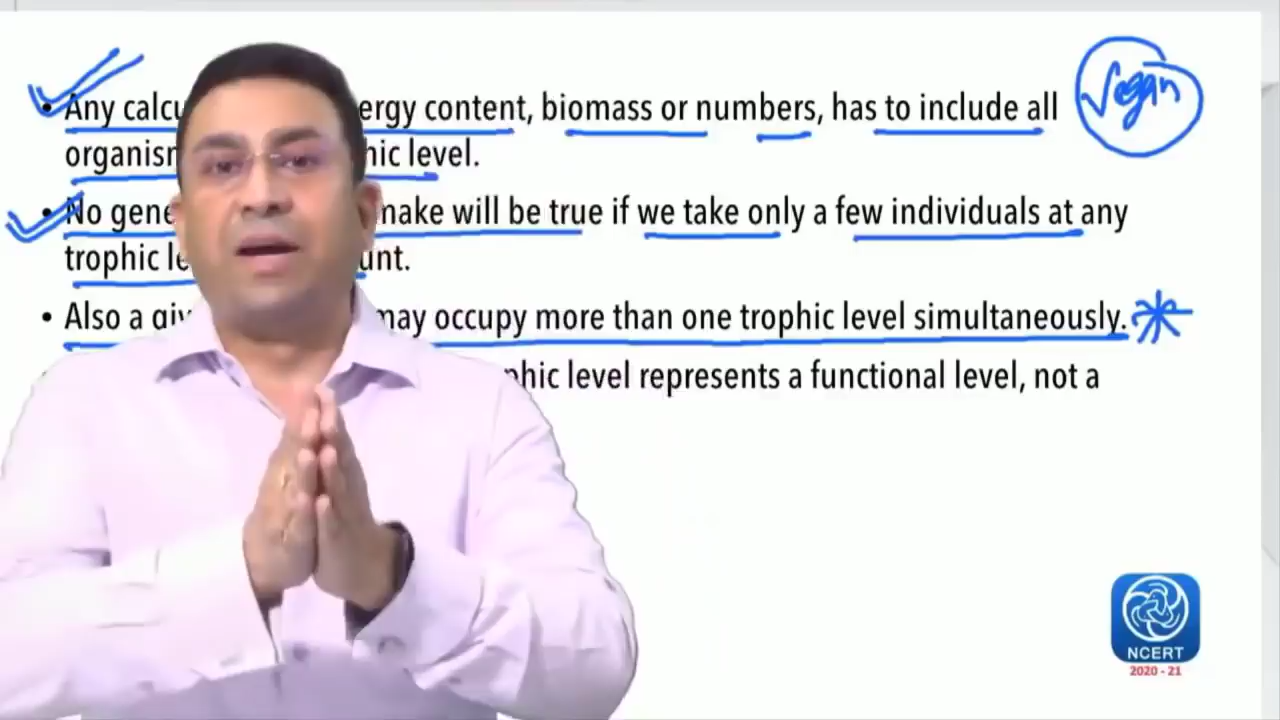 • Any calcu ergy content, biomass or numbers, has to include all
Vegan
organisn hic level.
• No gene make will be true if we take only a few individuals at any
trophic le unt.
• Also a giv may occupy more than one trophic level simultaneously.
phic level represents a functional level, not a
NCERT
2020 - 21